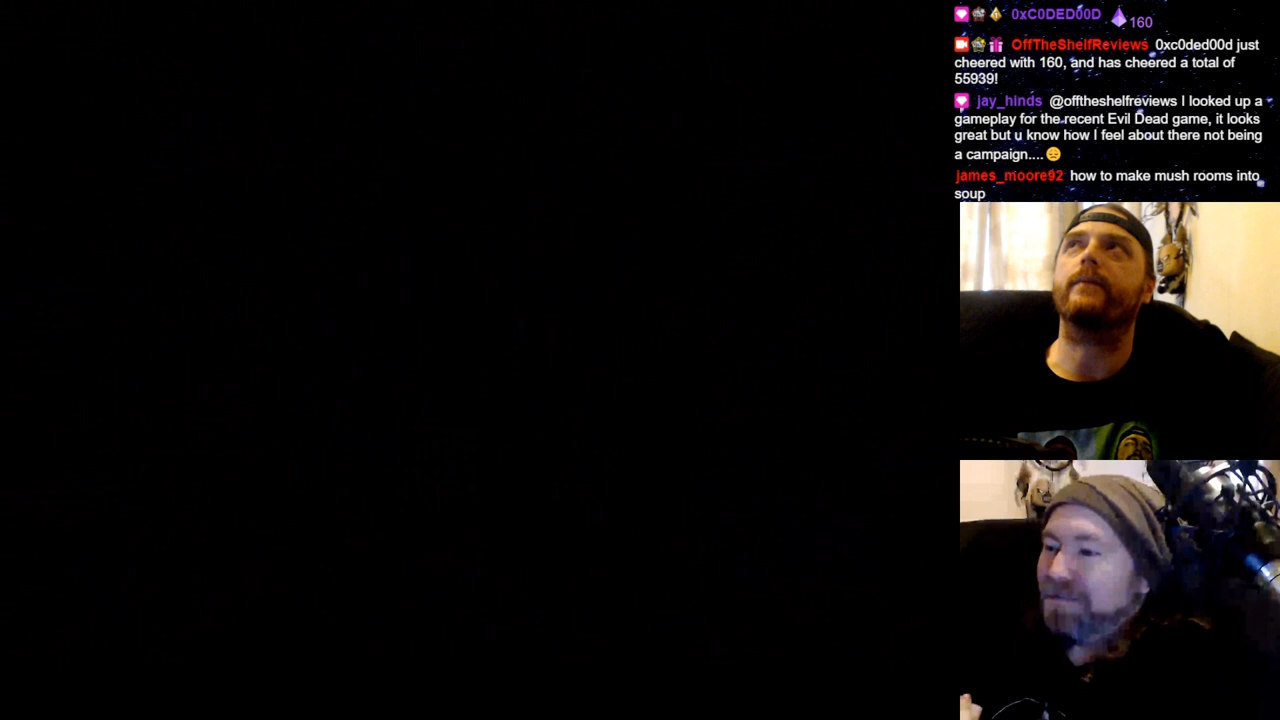 0xC0DED00D 160
OffTheShelfReviews 0xc0ded00d just
cheered with 160, and has cheered a total of
55939!
jay_hinds @offtheshelfreviews I looked up a
gameplay for the recent Evil Dead game, it looks
great but u know how I feel about there not being
a campaign....😔
james_moore92 how to make mush rooms into
soup